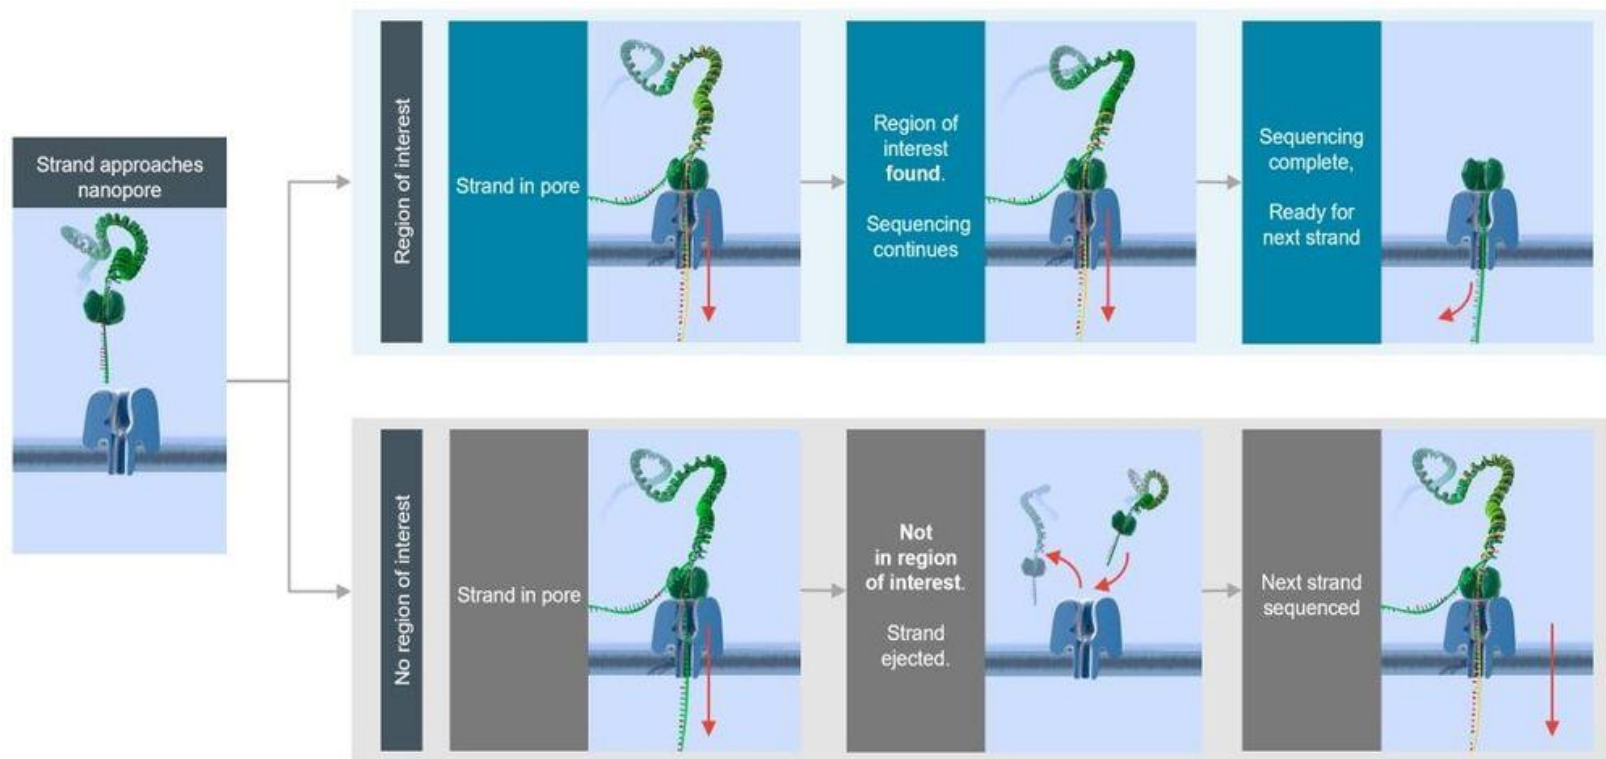 Strand approaches
nanopore
Region of interest
Strand in pore
Region of
interest
found.
Sequencing
continues
Sequencing
complete,
Ready for
next strand
No region of interest
Strand in pore
Not
in region
of interest.
Strand
ejected.
Next strand
sequenced